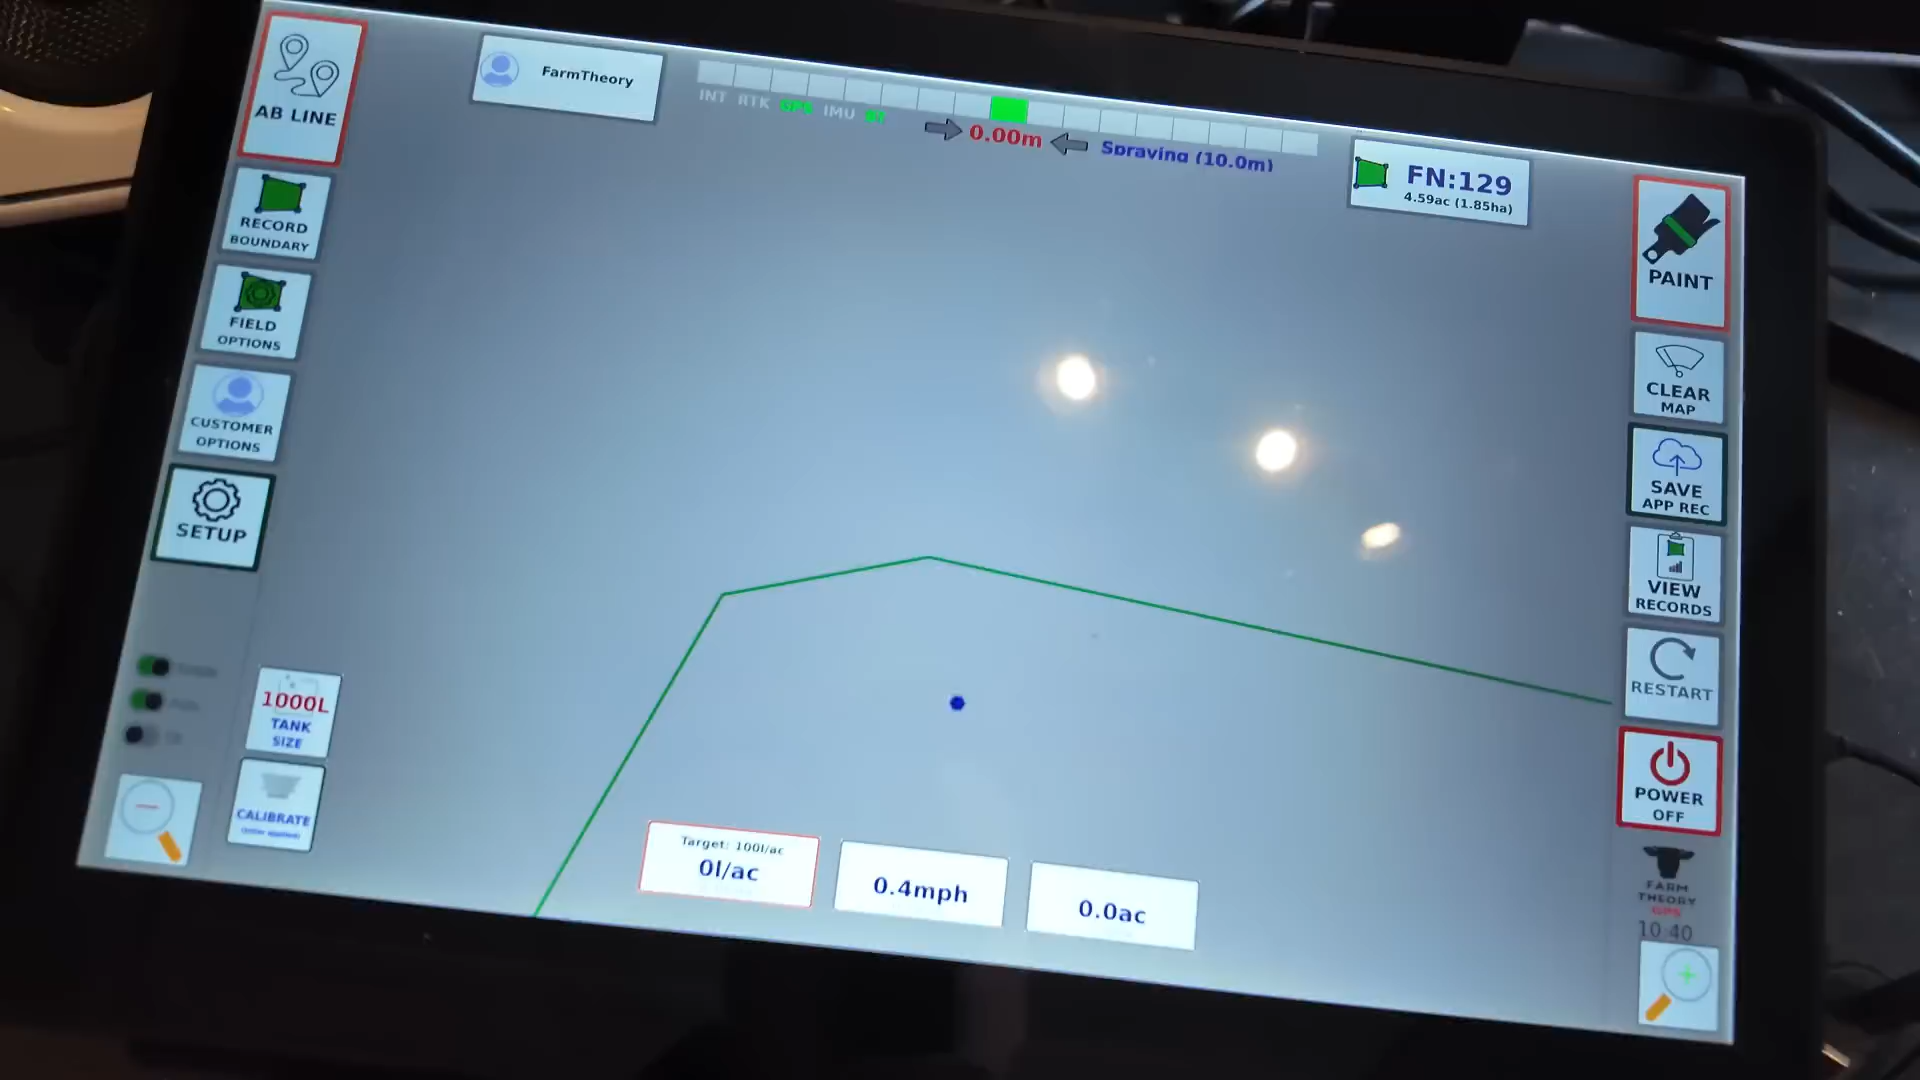 AB LINE
FarmTheory
INT RTK GPS IMU BT
0.00m
Spraying (10.0m)
FN:129
4.59ac (1.85ha)
RECORD
BOUNDARY
FIELD
OPTIONS
CUSTOMER
OPTIONS
SETUP
1000L
TANK
SIZE
CALIBRATE
Target: 100l/ac
0l/ac
0.4mph
0.0ac
PAINT
CLEAR
MAP
SAVE
APP REC
VIEW
RECORDS
RESTART
POWER
OFF
FARM
THEORY
GPS
10:40